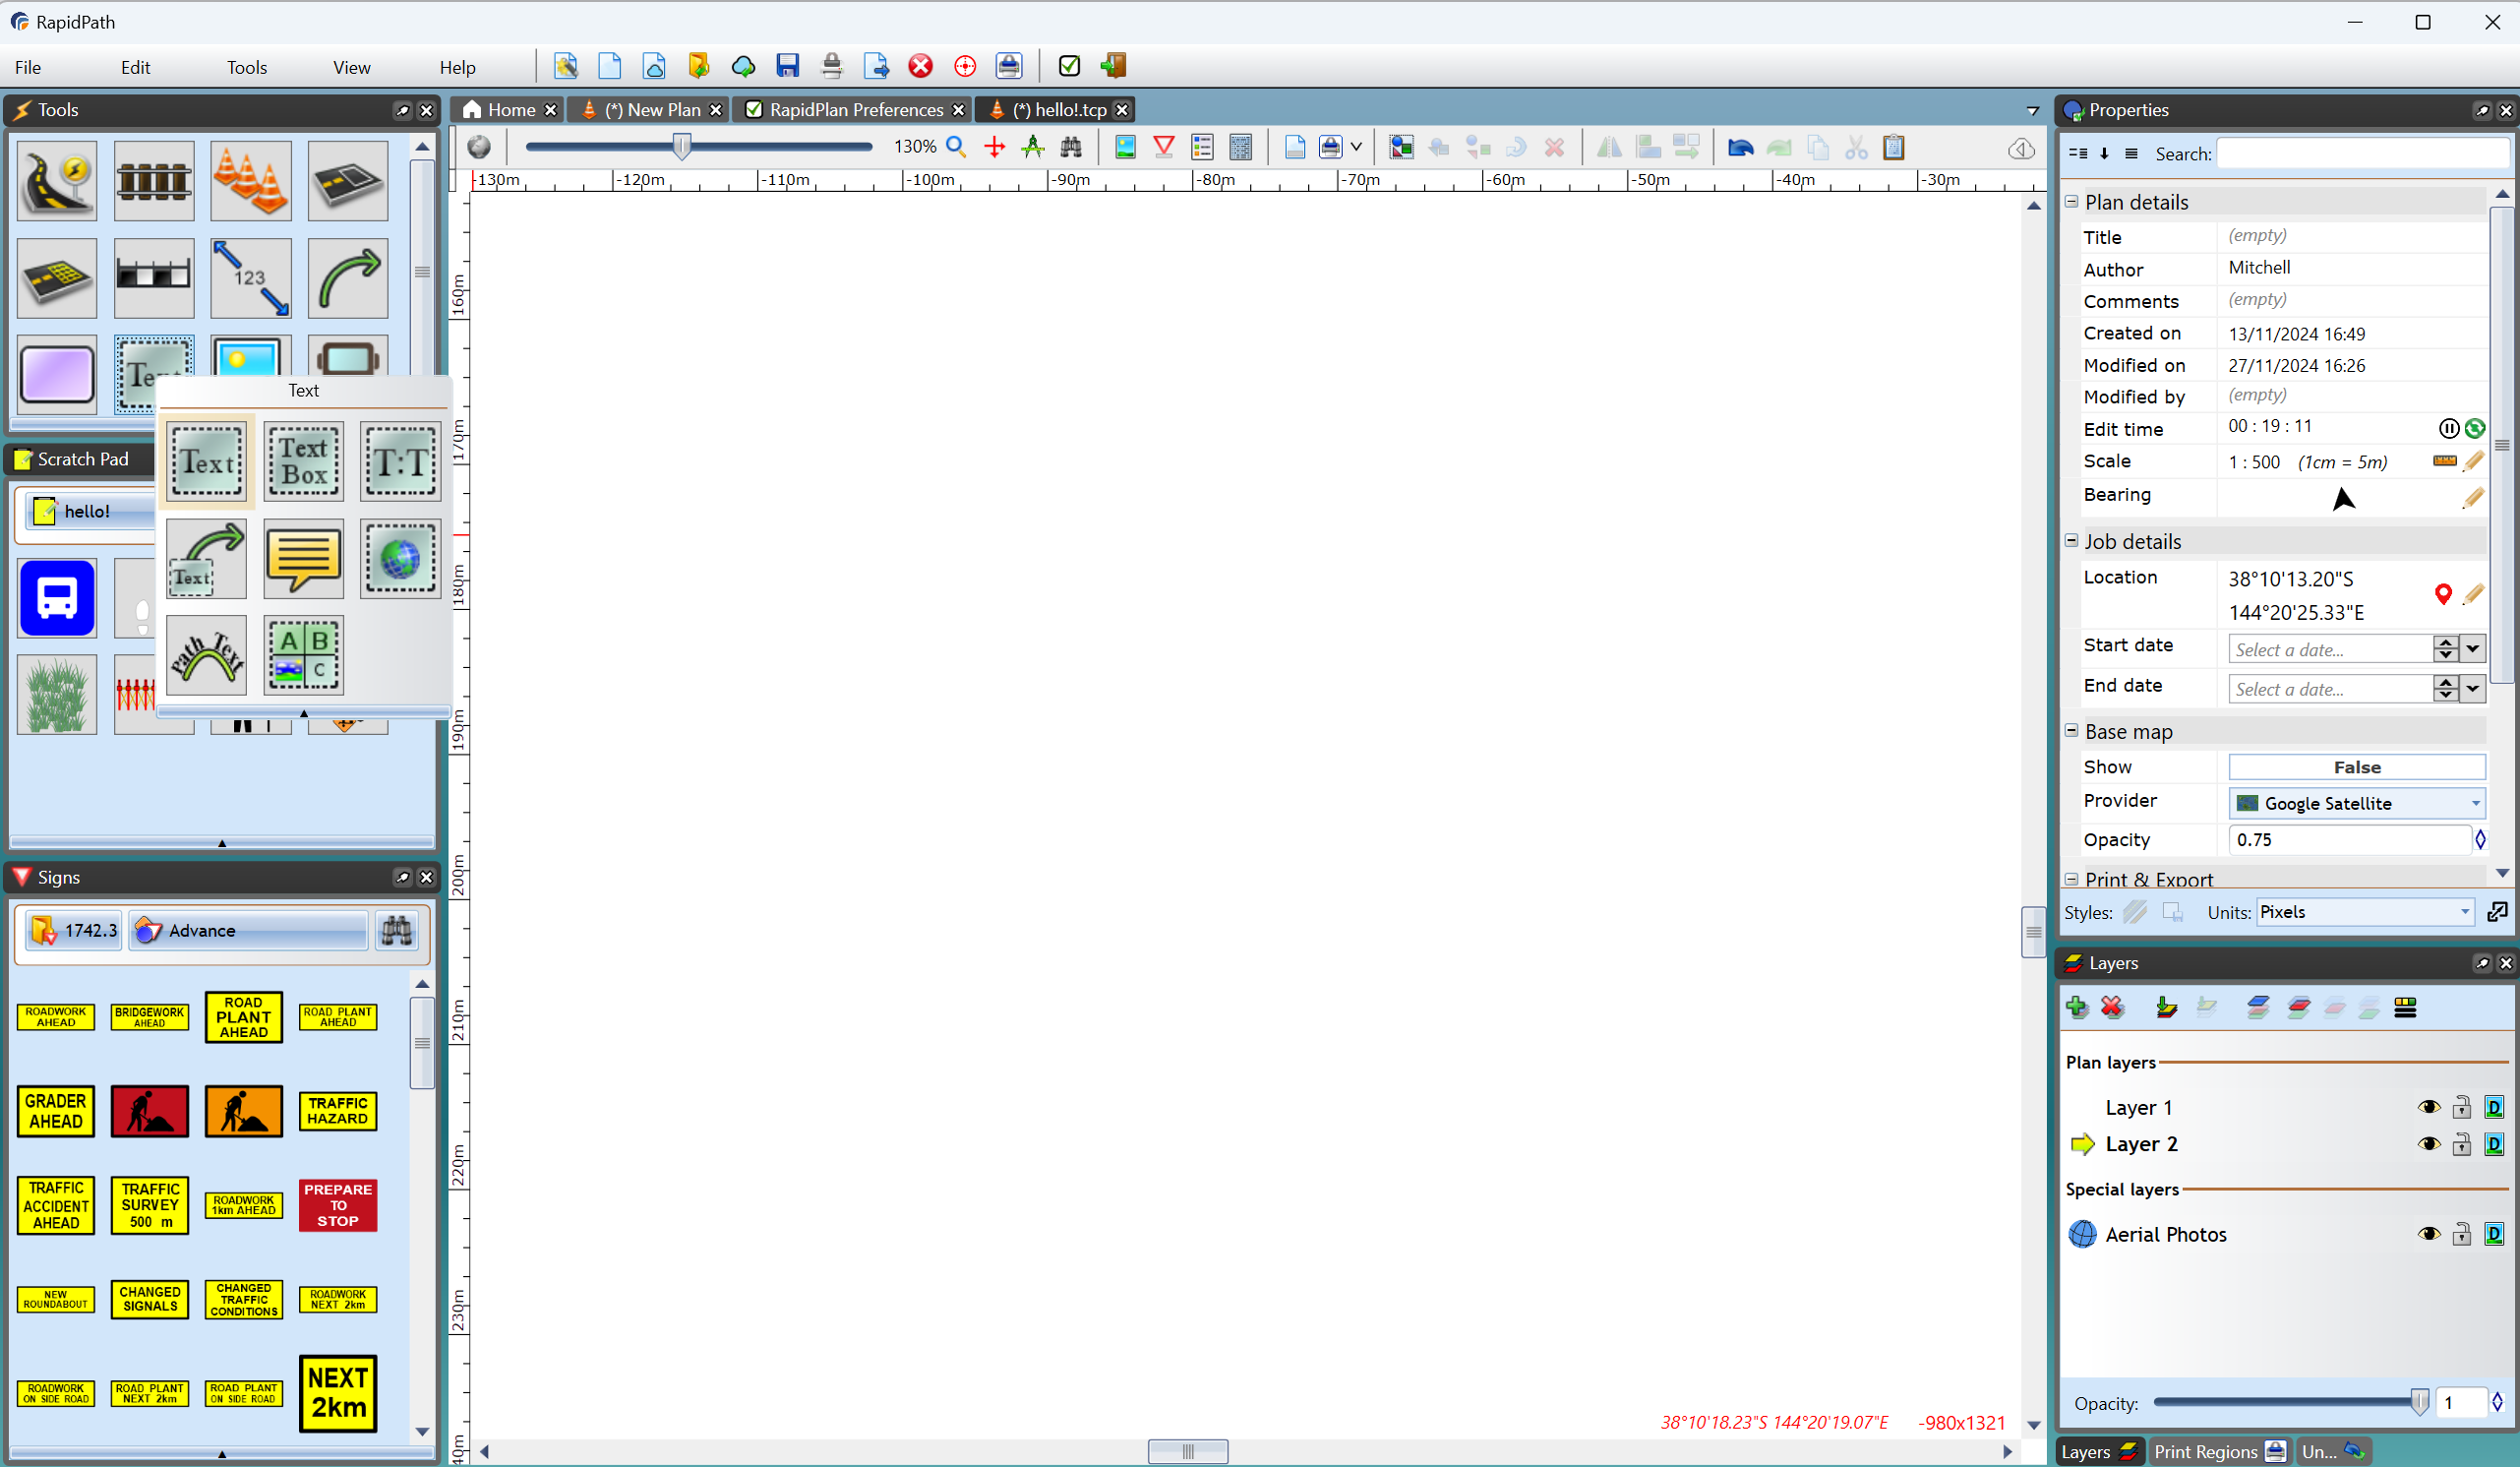 RapidPath
File Edit Tools View Help
Tools
123
Text
Text
Text Box
T:T
Text
Path Text
A B C
Scratch Pad
hello!
Signs
1742.3 Advance
ROADWORK AHEAD
BRIDGEWORK AHEAD
ROAD PLANT AHEAD
ROAD PLANT AHEAD
GRADER AHEAD
TRAFFIC HAZARD
TRAFFIC ACCIDENT AHEAD
TRAFFIC SURVEY 500 m
ROADWORK 1km AHEAD
PREPARE TO STOP
NEW ROUNDABOUT
CHANGED SIGNALS
CHANGED TRAFFIC CONDITIONS
ROADWORK NEXT 2km
ROADWORK ON SIDE ROAD
ROAD PLANT NEXT 2km
ROAD PLANT ON SIDE ROAD
NEXT 2km
Home (*) New Plan RapidPlan Preferences (*) hello!.tcp
130%
-130m -120m -110m -100m -90m -80m -70m -60m -50m -40m -30m
160m
170m
180m
190m
200m
210m
220m
230m
38°10'18.23"S 144°20'19.07"E -980x1321
Properties
Search:
Plan details
Title (empty)
Author Mitchell
Comments (empty)
Created on 13/11/2024 16:49
Modified on 27/11/2024 16:26
Modified by (empty)
Edit time 00 : 19 : 11
Scale 1 : 500 (1cm = 5m)
Bearing
Job details
Location 38°10'13.20"S
144°20'25.33"E
Start date Select a date...
End date Select a date...
Base map
Show False
Provider Google Satellite
Opacity 0.75
Print & Export
Styles: Units: Pixels
Layers
Plan layers
Layer 1 D
Layer 2 D
Special layers
Aerial Photos D
Opacity: 1
Layers Print Regions Un...